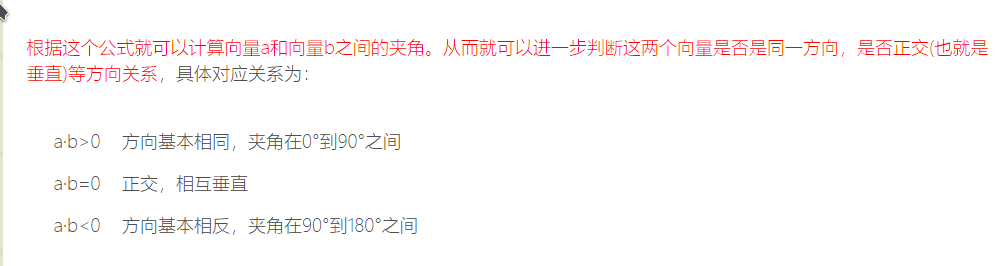 根据这个公式就可以计算向量a和向量b之间的夹角。从而就可以进一步判断这两个向量是否是同一方向，是否正交(也就是
垂直)等方向关系，具体对应关系为：
a·b>0 方向基本相同，夹角在0°到90°之间
a·b=0 正交，相互垂直
a·b<0 方向基本相反，夹角在90°到180°之间